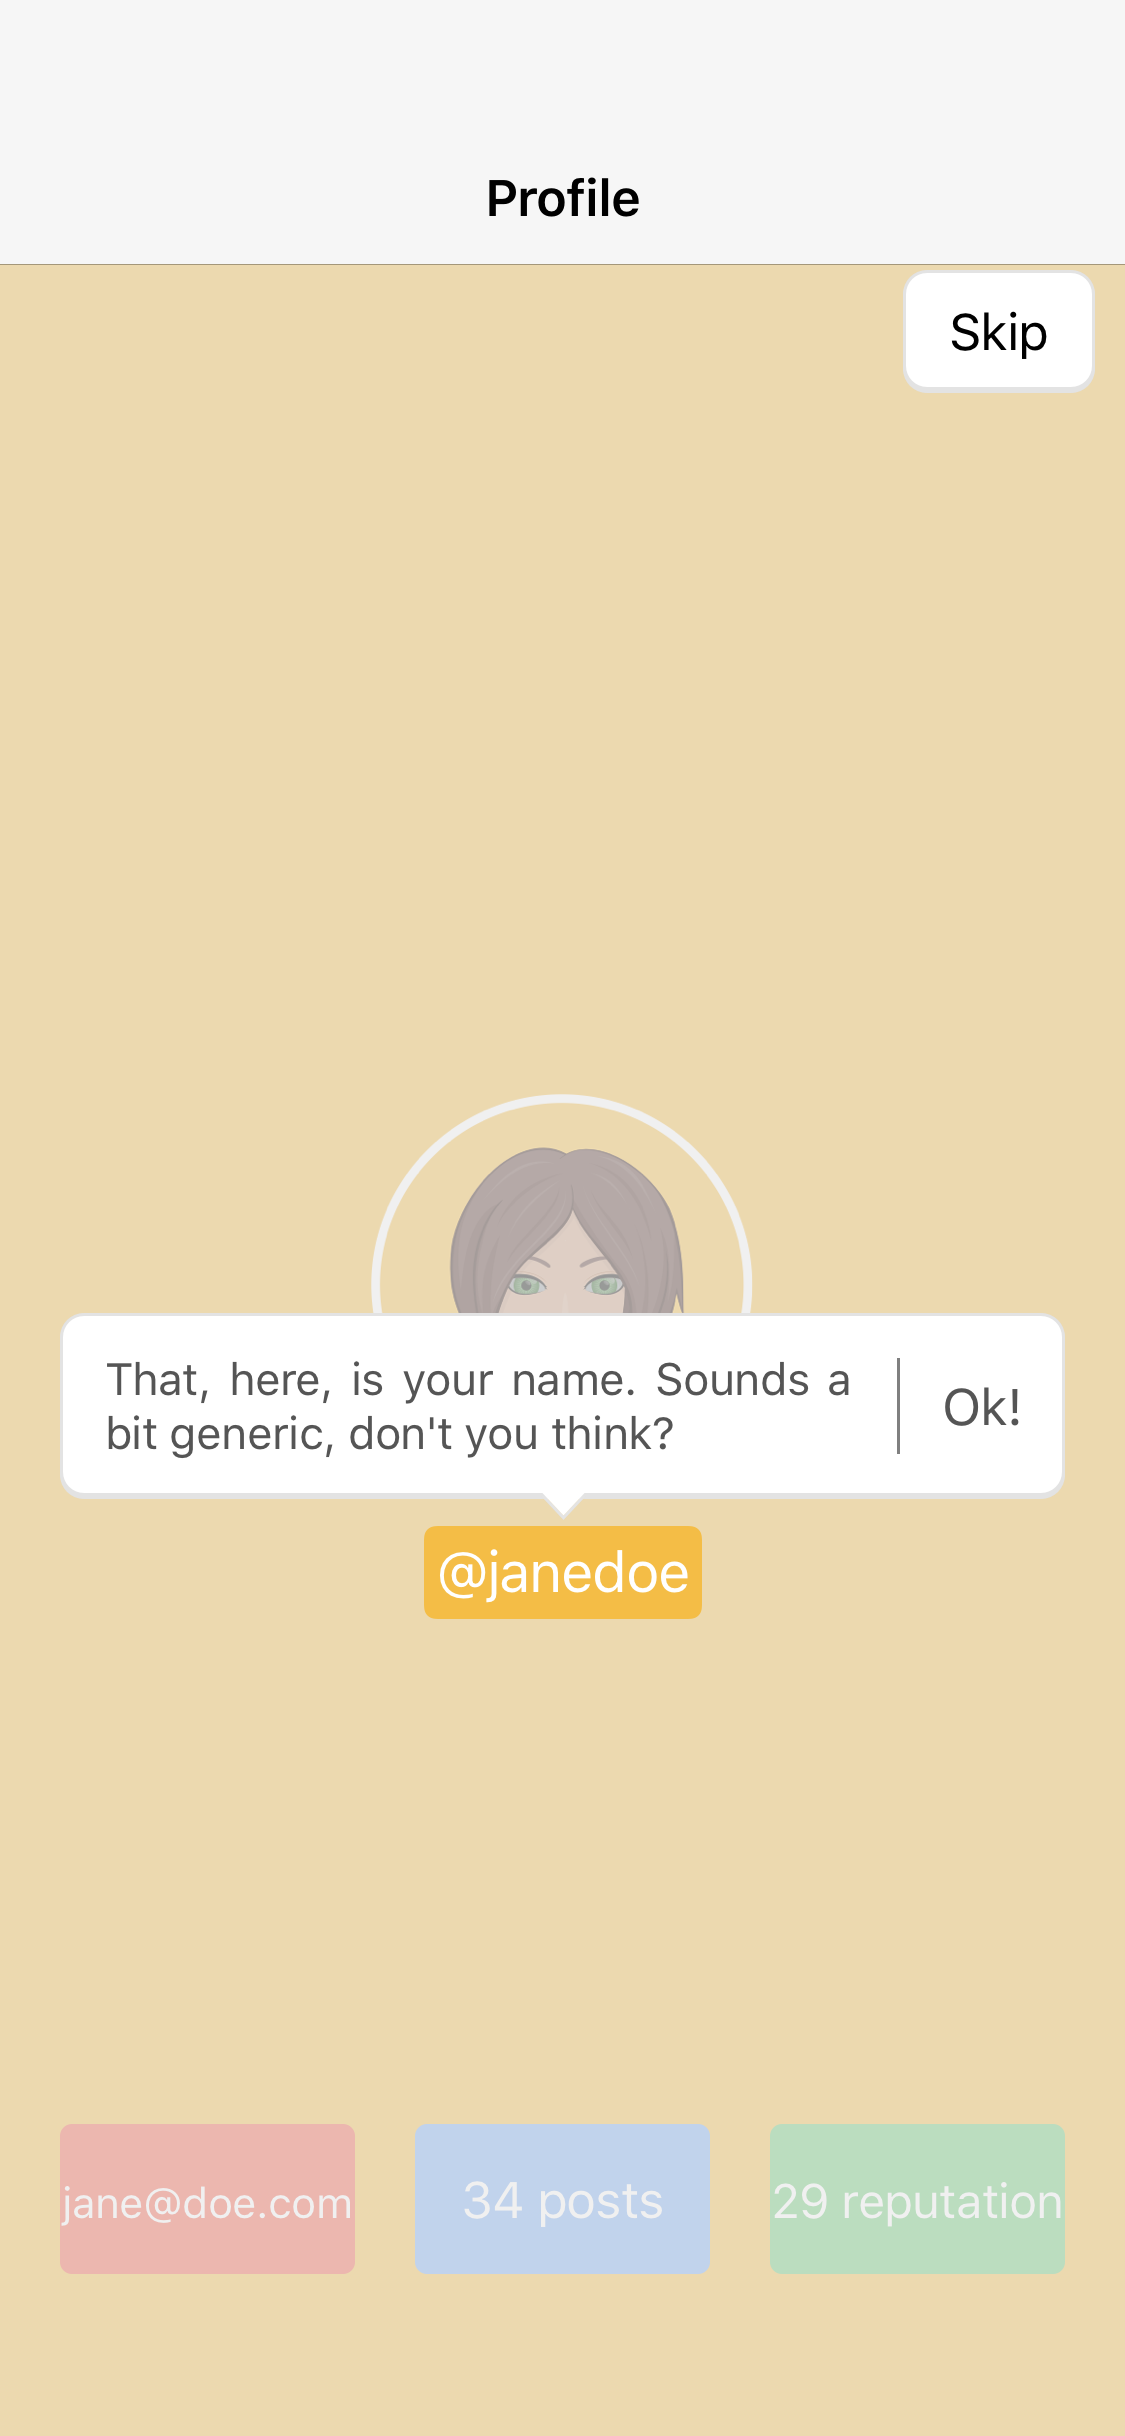 Profile
Skip
That, here, is your name. Sounds a
bit generic, don't you think?
Ok!
@janedoe
jane@doe.com
34 posts
29 reputation